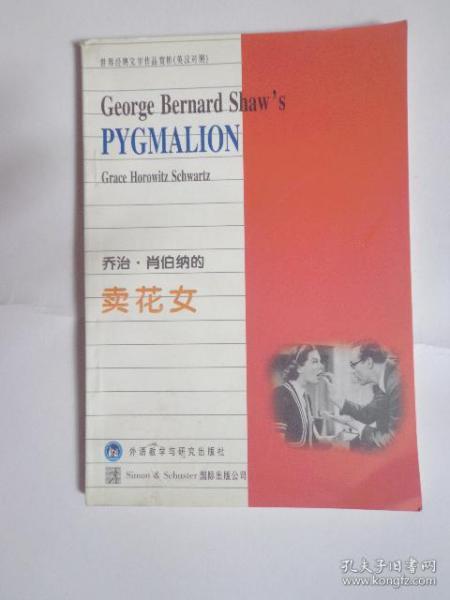 世界经典文学作品赏析(英汉对照)
George Bernard Shaw's
PYGMALION
Grace Horowitz Schwartz
乔治·肖伯纳的
卖花女
外语教学与研究出版社
Simon & Schuster 国际出版公司
孔夫子旧书网
www.kongfz.com